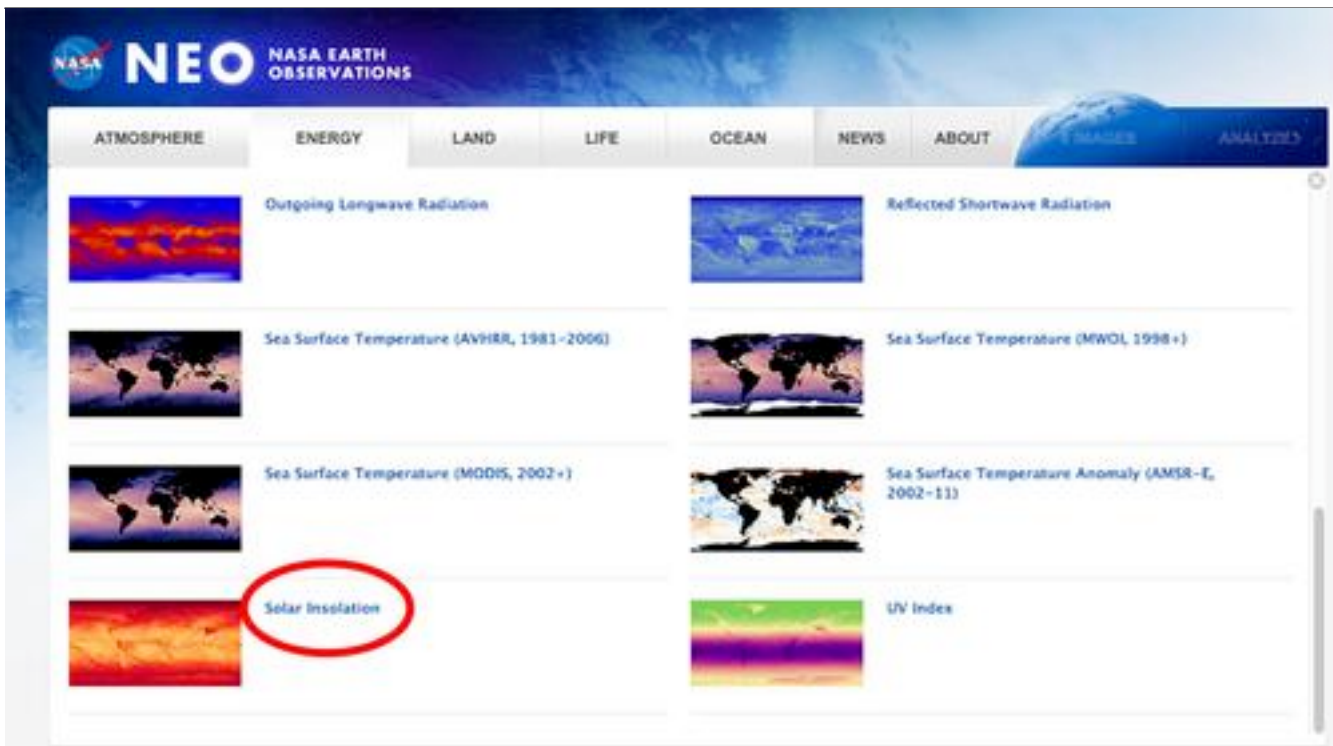 NASA
NEO
NASA EARTH
OBSERVATIONS
ATMOSPHERE ENERGY LAND LIFE OCEAN NEWS ABOUT IMAGES ANALYZE
Outgoing Longwave Radiation
Reflected Shortwave Radiation
Sea Surface Temperature (AVHRR, 1981-2006)
Sea Surface Temperature (MWOI, 1998+)
Sea Surface Temperature (MODIS, 2002+)
Sea Surface Temperature Anomaly (AMSR-E,
2002-11)
Solar Insolation
UV Index